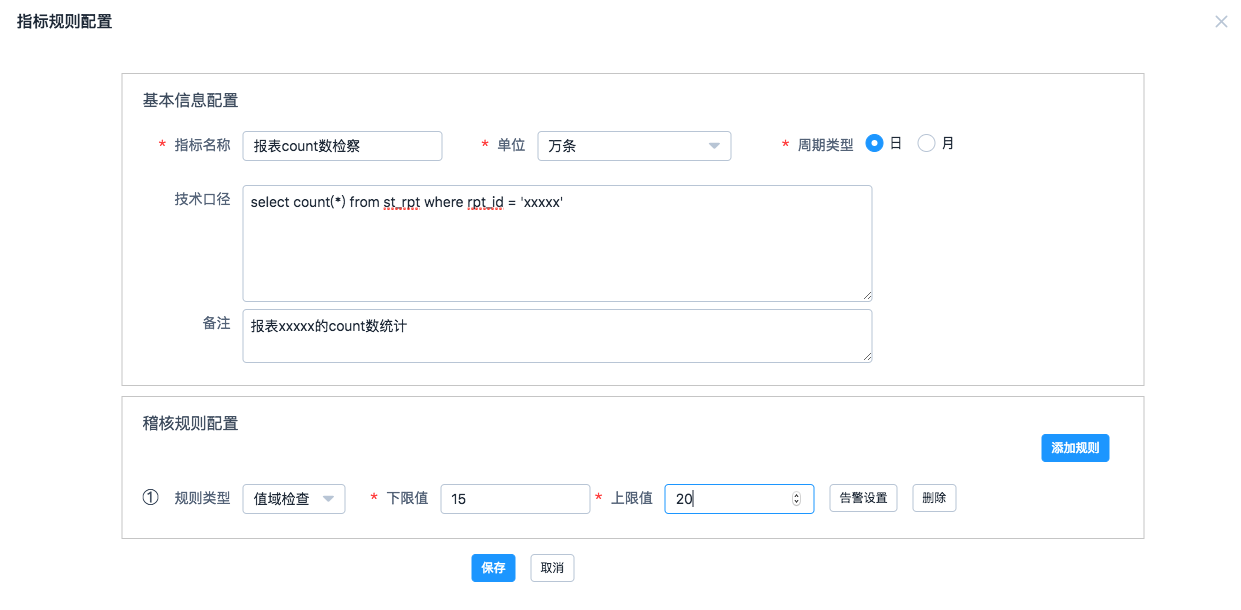 指标规则配置
基本信息配置
* 指标名称 报表count数检察 * 单位 万条 * 周期类型 日 月
技术口径 select count(*) from st_rpt where rpt_id = 'xxxxx'
备注 报表xxxxx的count数统计
稽核规则配置
添加规则
① 规则类型 值域检查 * 下限值 15 * 上限值 20 告警设置 删除
保存 取消